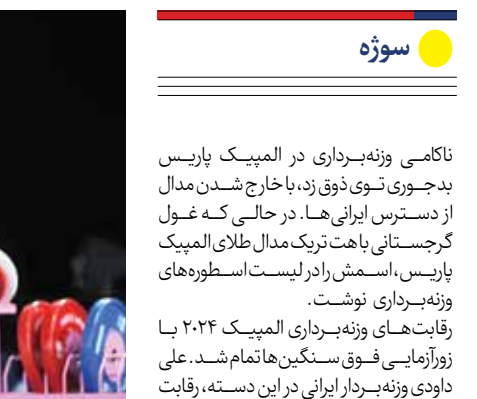 سوژه
ناکامی وزنه‌برداری در المپیک پاریس
بدجوری توی ذوق زد، با خارج شدن مدال
از دسترس ایرانی‌ها. در حالی که غول
گرجستانی با هت تریک مدال طلای المپیک
پاریس، اسمش را در لیست اسطوره‌های
وزنه‌برداری نوشت.
رقابت‌های وزنه‌برداری المپیک ۲۰۲۴ با
زورآزمایی فوق سنگین‌ها تمام شد. علی
داودی وزنه‌بردار ایرانی در این دسته، رقابت